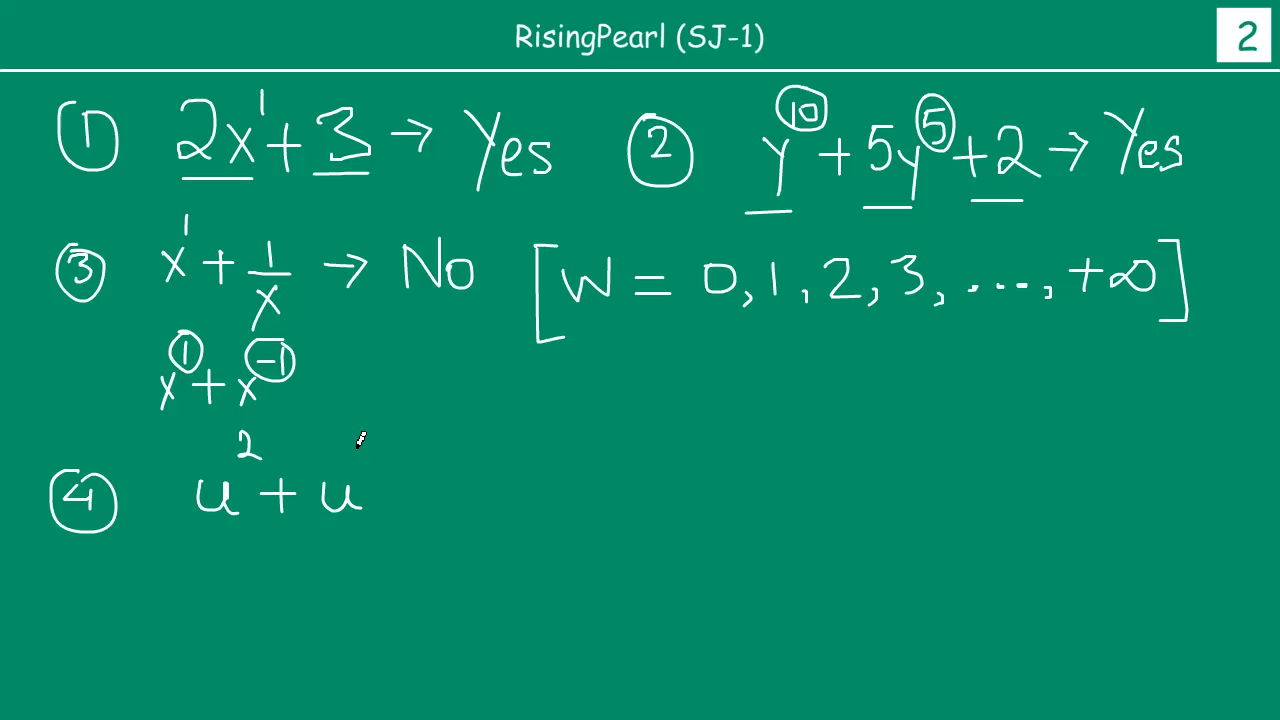 RisingPearl (SJ-1)
2
① 2x¹ + 3 → Yes
② y¹⁰ + 5y⁵ + 2 → Yes
③ x¹ + 1/x → No [W = 0, 1, 2, 3, ...., +∞]
x¹ + x⁻¹
④ u² + u